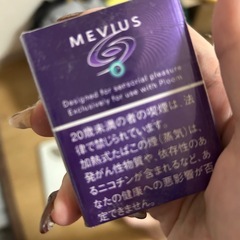 MEVIUS
Designed for sensorial pleasure
Exclusively for use with Ploom
20歳未満の者の喫煙は、法
律で禁じられています。
加熱式たばこの煙(蒸気)は、
発がん性物質や、依存性のあ
るニコチンが含まれるなど、あ
なたの健康への悪影響が否
定できません。